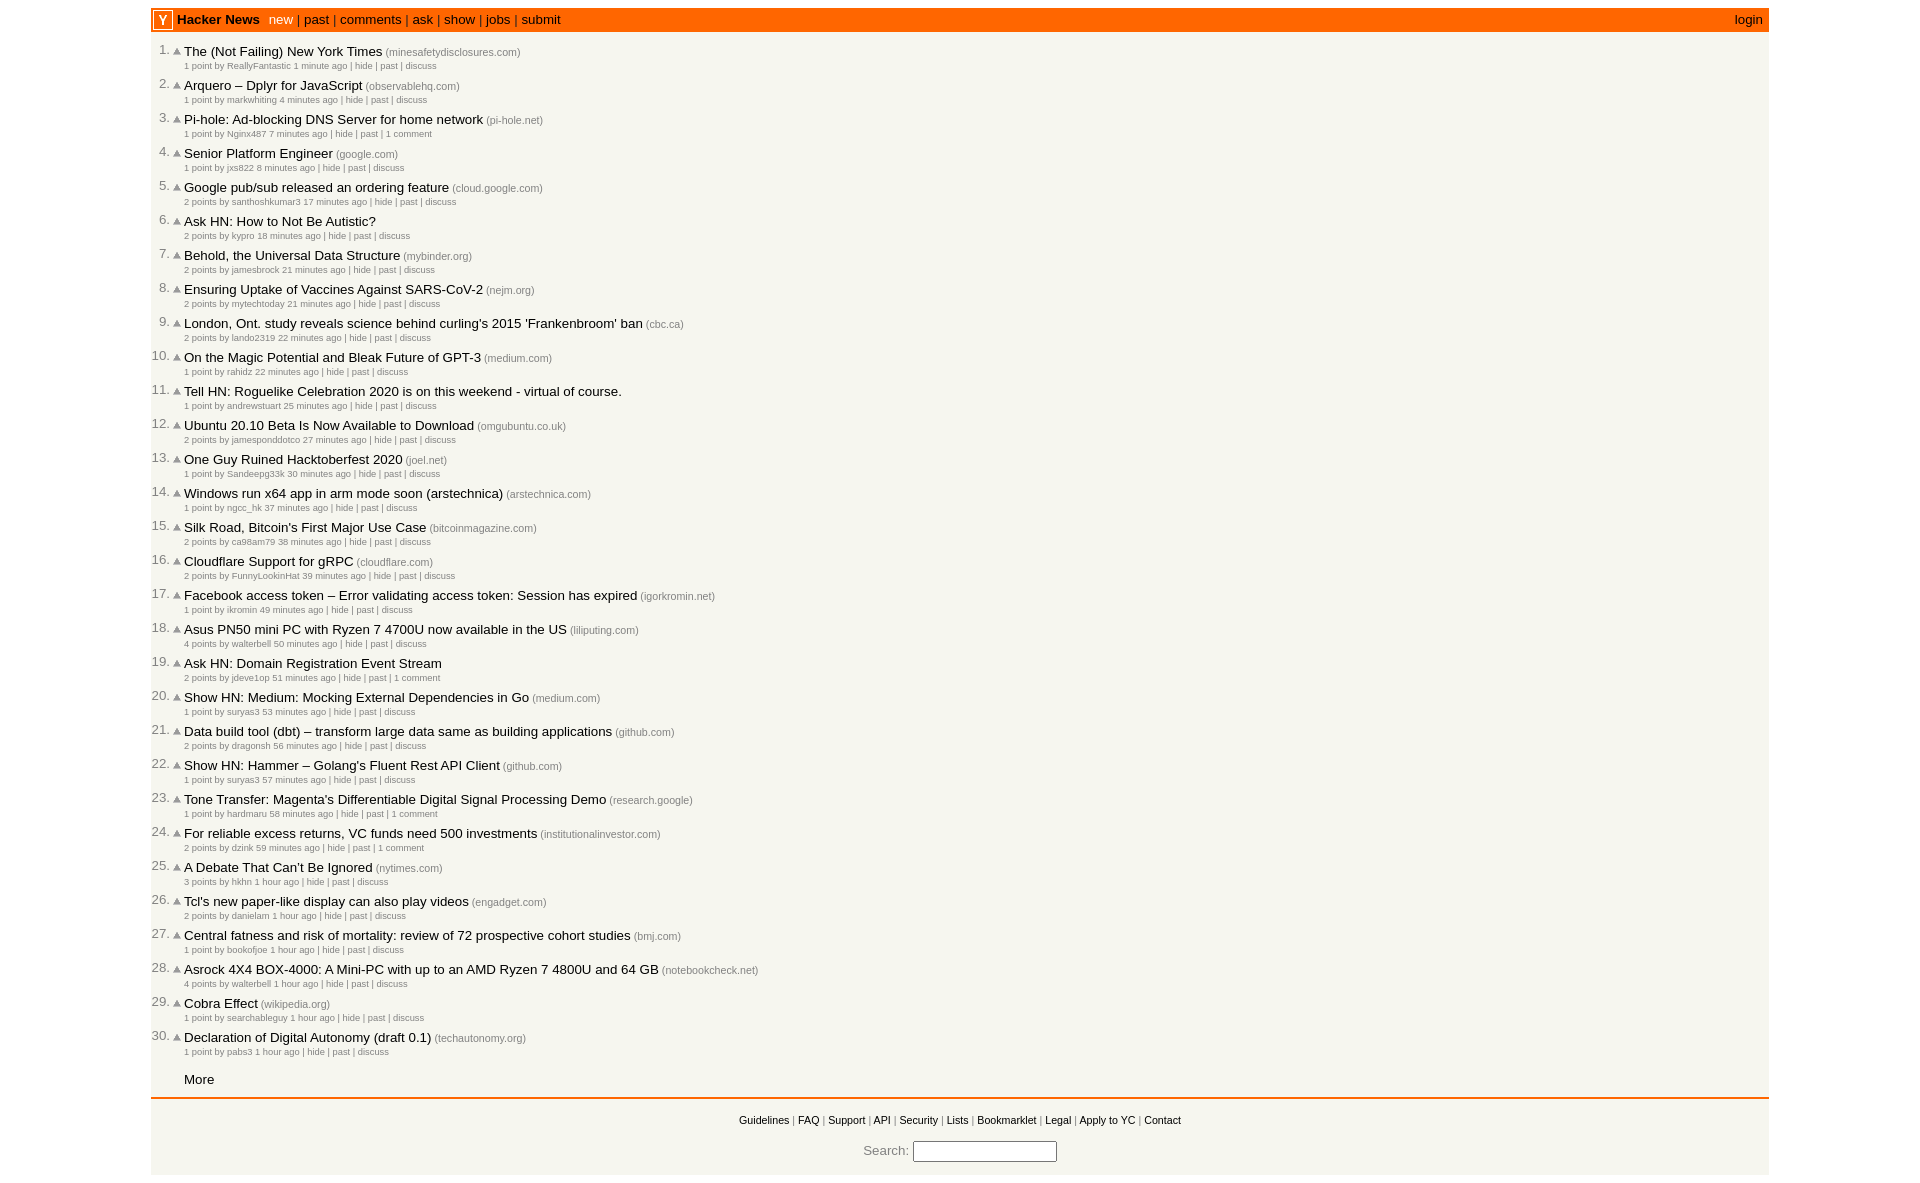 Y Hacker News new | past | comments | ask | show | jobs | submit login
1. The (Not Failing) New York Times (minesafetydisclosures.com)
1 point by ReallyFantastic 1 minute ago | hide | past | discuss
2. Arquero – Dplyr for JavaScript (observablehq.com)
1 point by markwhiting 4 minutes ago | hide | past | discuss
3. Pi-hole: Ad-blocking DNS Server for home network (pi-hole.net)
1 point by Nginx487 7 minutes ago | hide | past | 1 comment
4. Senior Platform Engineer (google.com)
1 point by jxs822 8 minutes ago | hide | past | discuss
5. Google pub/sub released an ordering feature (cloud.google.com)
2 points by santhoshkumar3 17 minutes ago | hide | past | discuss
6. Ask HN: How to Not Be Autistic?
2 points by kypro 18 minutes ago | hide | past | discuss
7. Behold, the Universal Data Structure (mybinder.org)
2 points by jamesbrock 21 minutes ago | hide | past | discuss
8. Ensuring Uptake of Vaccines Against SARS-CoV-2 (nejm.org)
2 points by mytechtoday 21 minutes ago | hide | past | discuss
9. London, Ont. study reveals science behind curling's 2015 'Frankenbroom' ban (cbc.ca)
2 points by lando2319 22 minutes ago | hide | past | discuss
10. On the Magic Potential and Bleak Future of GPT-3 (medium.com)
1 point by rahidz 22 minutes ago | hide | past | discuss
11. Tell HN: Roguelike Celebration 2020 is on this weekend - virtual of course.
1 point by andrewstuart 25 minutes ago | hide | past | discuss
12. Ubuntu 20.10 Beta Is Now Available to Download (omgubuntu.co.uk)
2 points by jamesponddotco 27 minutes ago | hide | past | discuss
13. One Guy Ruined Hacktoberfest 2020 (joel.net)
1 point by Sandeepg33k 30 minutes ago | hide | past | discuss
14. Windows run x64 app in arm mode soon (arstechnica) (arstechnica.com)
1 point by ngcc_hk 37 minutes ago | hide | past | discuss
15. Silk Road, Bitcoin's First Major Use Case (bitcoinmagazine.com)
2 points by ca98am79 38 minutes ago | hide | past | discuss
16. Cloudflare Support for gRPC (cloudflare.com)
2 points by FunnyLookinHat 39 minutes ago | hide | past | discuss
17. Facebook access token – Error validating access token: Session has expired (igorkromin.net)
1 point by ikromin 49 minutes ago | hide | past | discuss
18. Asus PN50 mini PC with Ryzen 7 4700U now available in the US (liliputing.com)
4 points by walterbell 50 minutes ago | hide | past | discuss
19. Ask HN: Domain Registration Event Stream
2 points by jdeve1op 51 minutes ago | hide | past | 1 comment
20. Show HN: Medium: Mocking External Dependencies in Go (medium.com)
1 point by suryas3 53 minutes ago | hide | past | discuss
21. Data build tool (dbt) – transform large data same as building applications (github.com)
2 points by dragonsh 56 minutes ago | hide | past | discuss
22. Show HN: Hammer – Golang's Fluent Rest API Client (github.com)
1 point by suryas3 57 minutes ago | hide | past | discuss
23. Tone Transfer: Magenta's Differentiable Digital Signal Processing Demo (research.google)
1 point by hardmaru 58 minutes ago | hide | past | 1 comment
24. For reliable excess returns, VC funds need 500 investments (institutionalinvestor.com)
2 points by dzink 59 minutes ago | hide | past | 1 comment
25. A Debate That Can’t Be Ignored (nytimes.com)
3 points by hkhn 1 hour ago | hide | past | discuss
26. Tcl's new paper-like display can also play videos (engadget.com)
2 points by danielam 1 hour ago | hide | past | discuss
27. Central fatness and risk of mortality: review of 72 prospective cohort studies (bmj.com)
1 point by bookofjoe 1 hour ago | hide | past | discuss
28. Asrock 4X4 BOX-4000: A Mini-PC with up to an AMD Ryzen 7 4800U and 64 GB (notebookcheck.net)
4 points by walterbell 1 hour ago | hide | past | discuss
29. Cobra Effect (wikipedia.org)
1 point by searchableguy 1 hour ago | hide | past | discuss
30. Declaration of Digital Autonomy (draft 0.1) (techautonomy.org)
1 point by pabs3 1 hour ago | hide | past | discuss
More
Guidelines | FAQ | Support | API | Security | Lists | Bookmarklet | Legal | Apply to YC | Contact
Search: